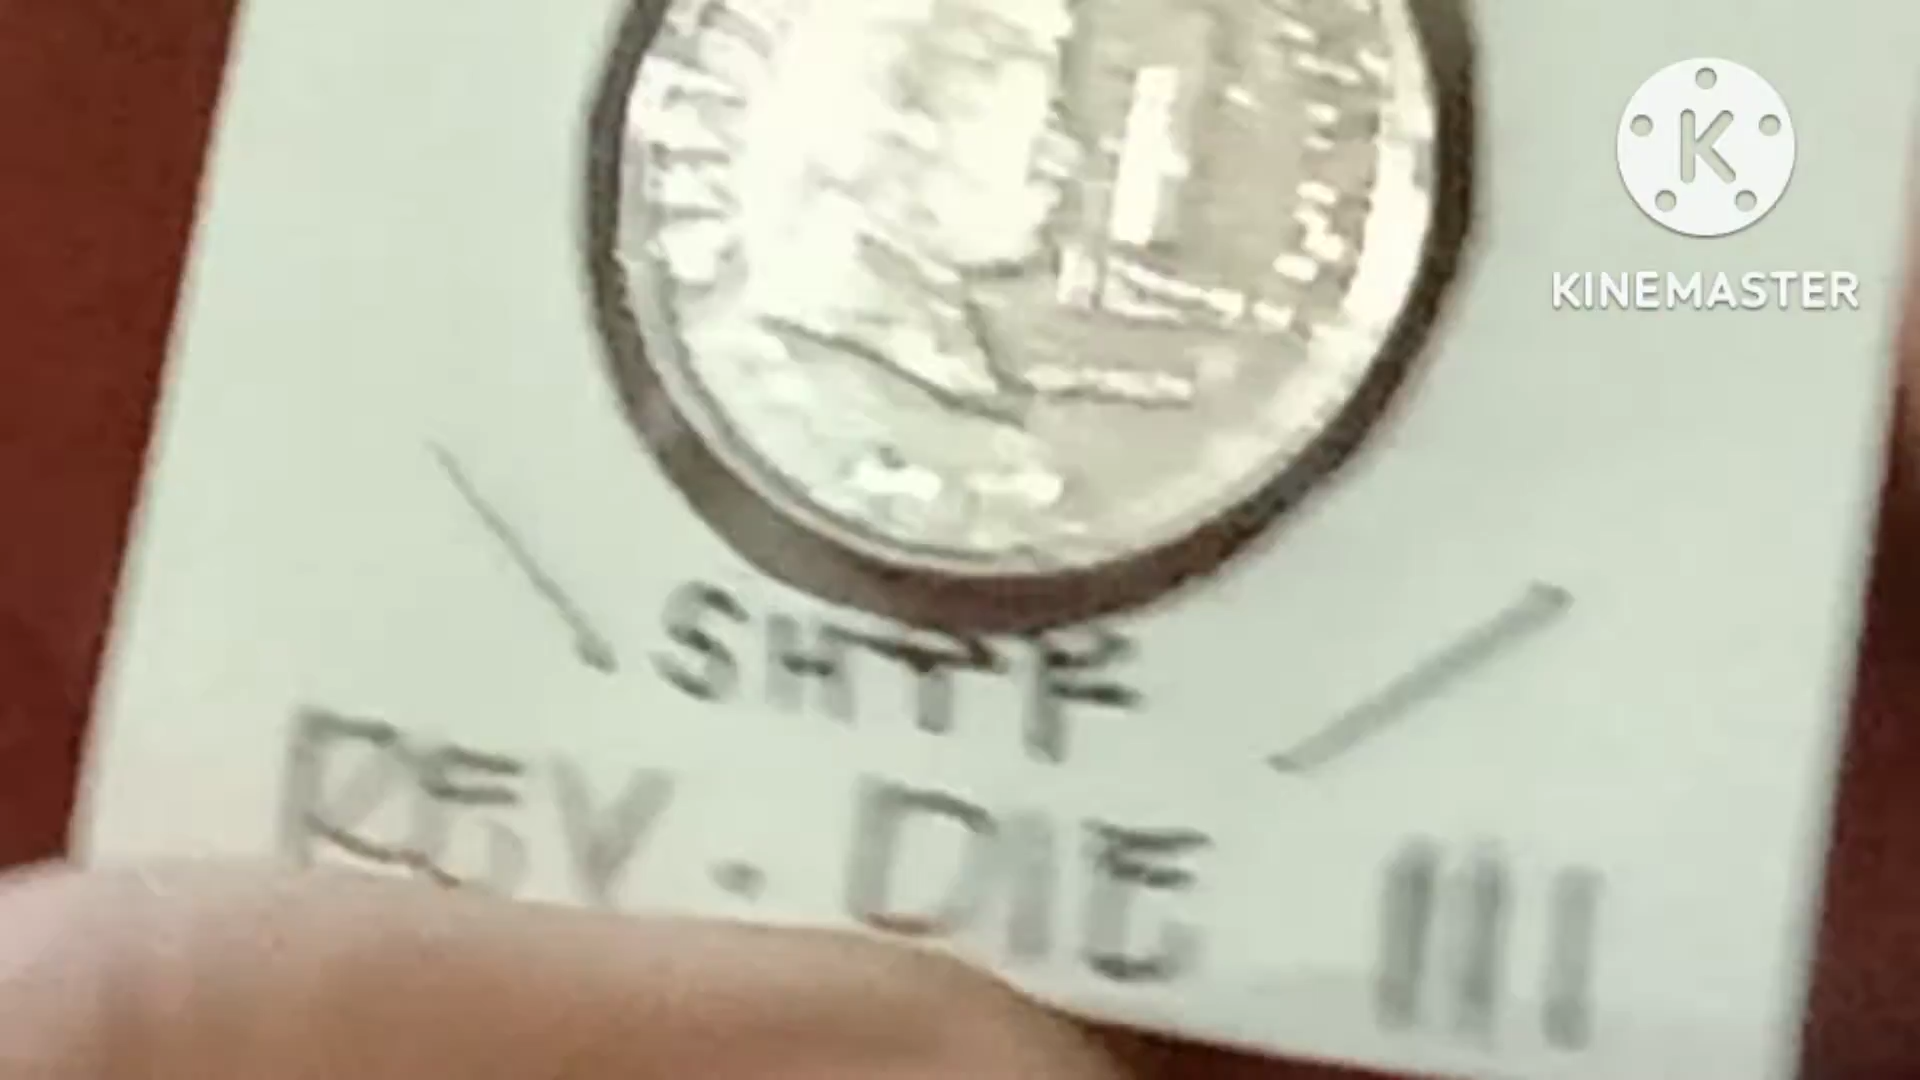 K
KINEMASTER
SHTF
REV - DIE III